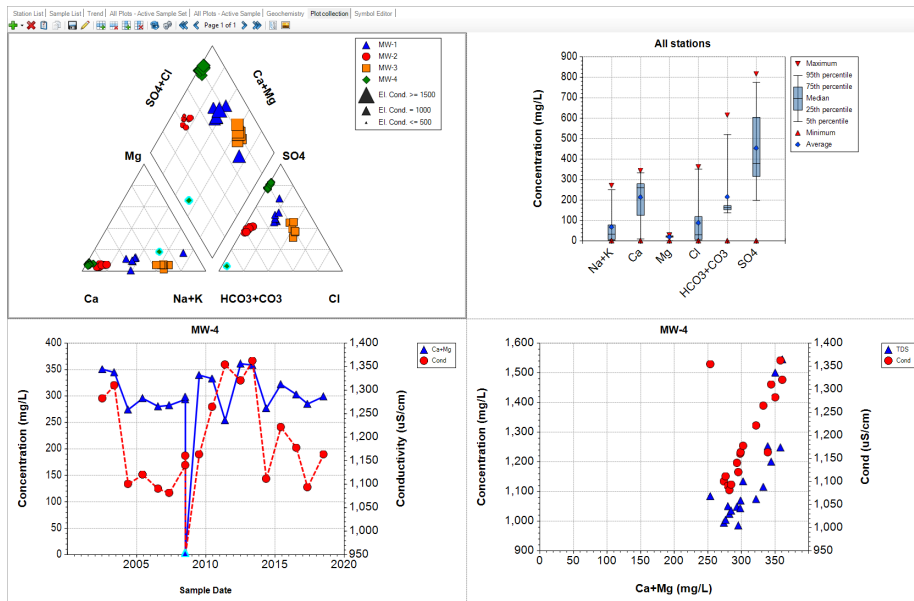 Station List | Sample List | Trend | All Plots - Active Sample Set | All Plots - Active Sample | Geochemistry | Plot collection | Symbol Editor
Page 1 of 1
MW-1
MW-2
MW-3
MW-4
El. Cond. >= 1500
El. Cond. = 1000
El. Cond. <= 500
SO4+Cl
Ca+Mg
Mg
SO4
Ca
Na+K
HCO3+CO3
Cl
All stations
Concentration (mg/L)
900
800
700
600
500
400
300
200
100
0
Na+K
Ca
Mg
Cl
HCO3+CO3
SO4
Maximum
95th percentile
75th percentile
Median
25th percentile
5th percentile
Minimum
Average
MW-4
Concentration (mg/L)
400
350
300
250
200
150
100
50
0
2005
2010
2015
2020
Sample Date
1,400
1,350
1,300
1,250
1,200
1,150
1,100
1,050
1,000
950
Conductivity (uS/cm)
Ca+Mg
Cond
MW-4
Concentration (mg/L)
1,600
1,500
1,400
1,300
1,200
1,100
1,000
900
0
50
100
150
200
250
300
350
400
Ca+Mg (mg/L)
1,400
1,350
1,300
1,250
1,200
1,150
1,100
1,050
1,000
950
Cond (uS/cm)
TDS
Cond